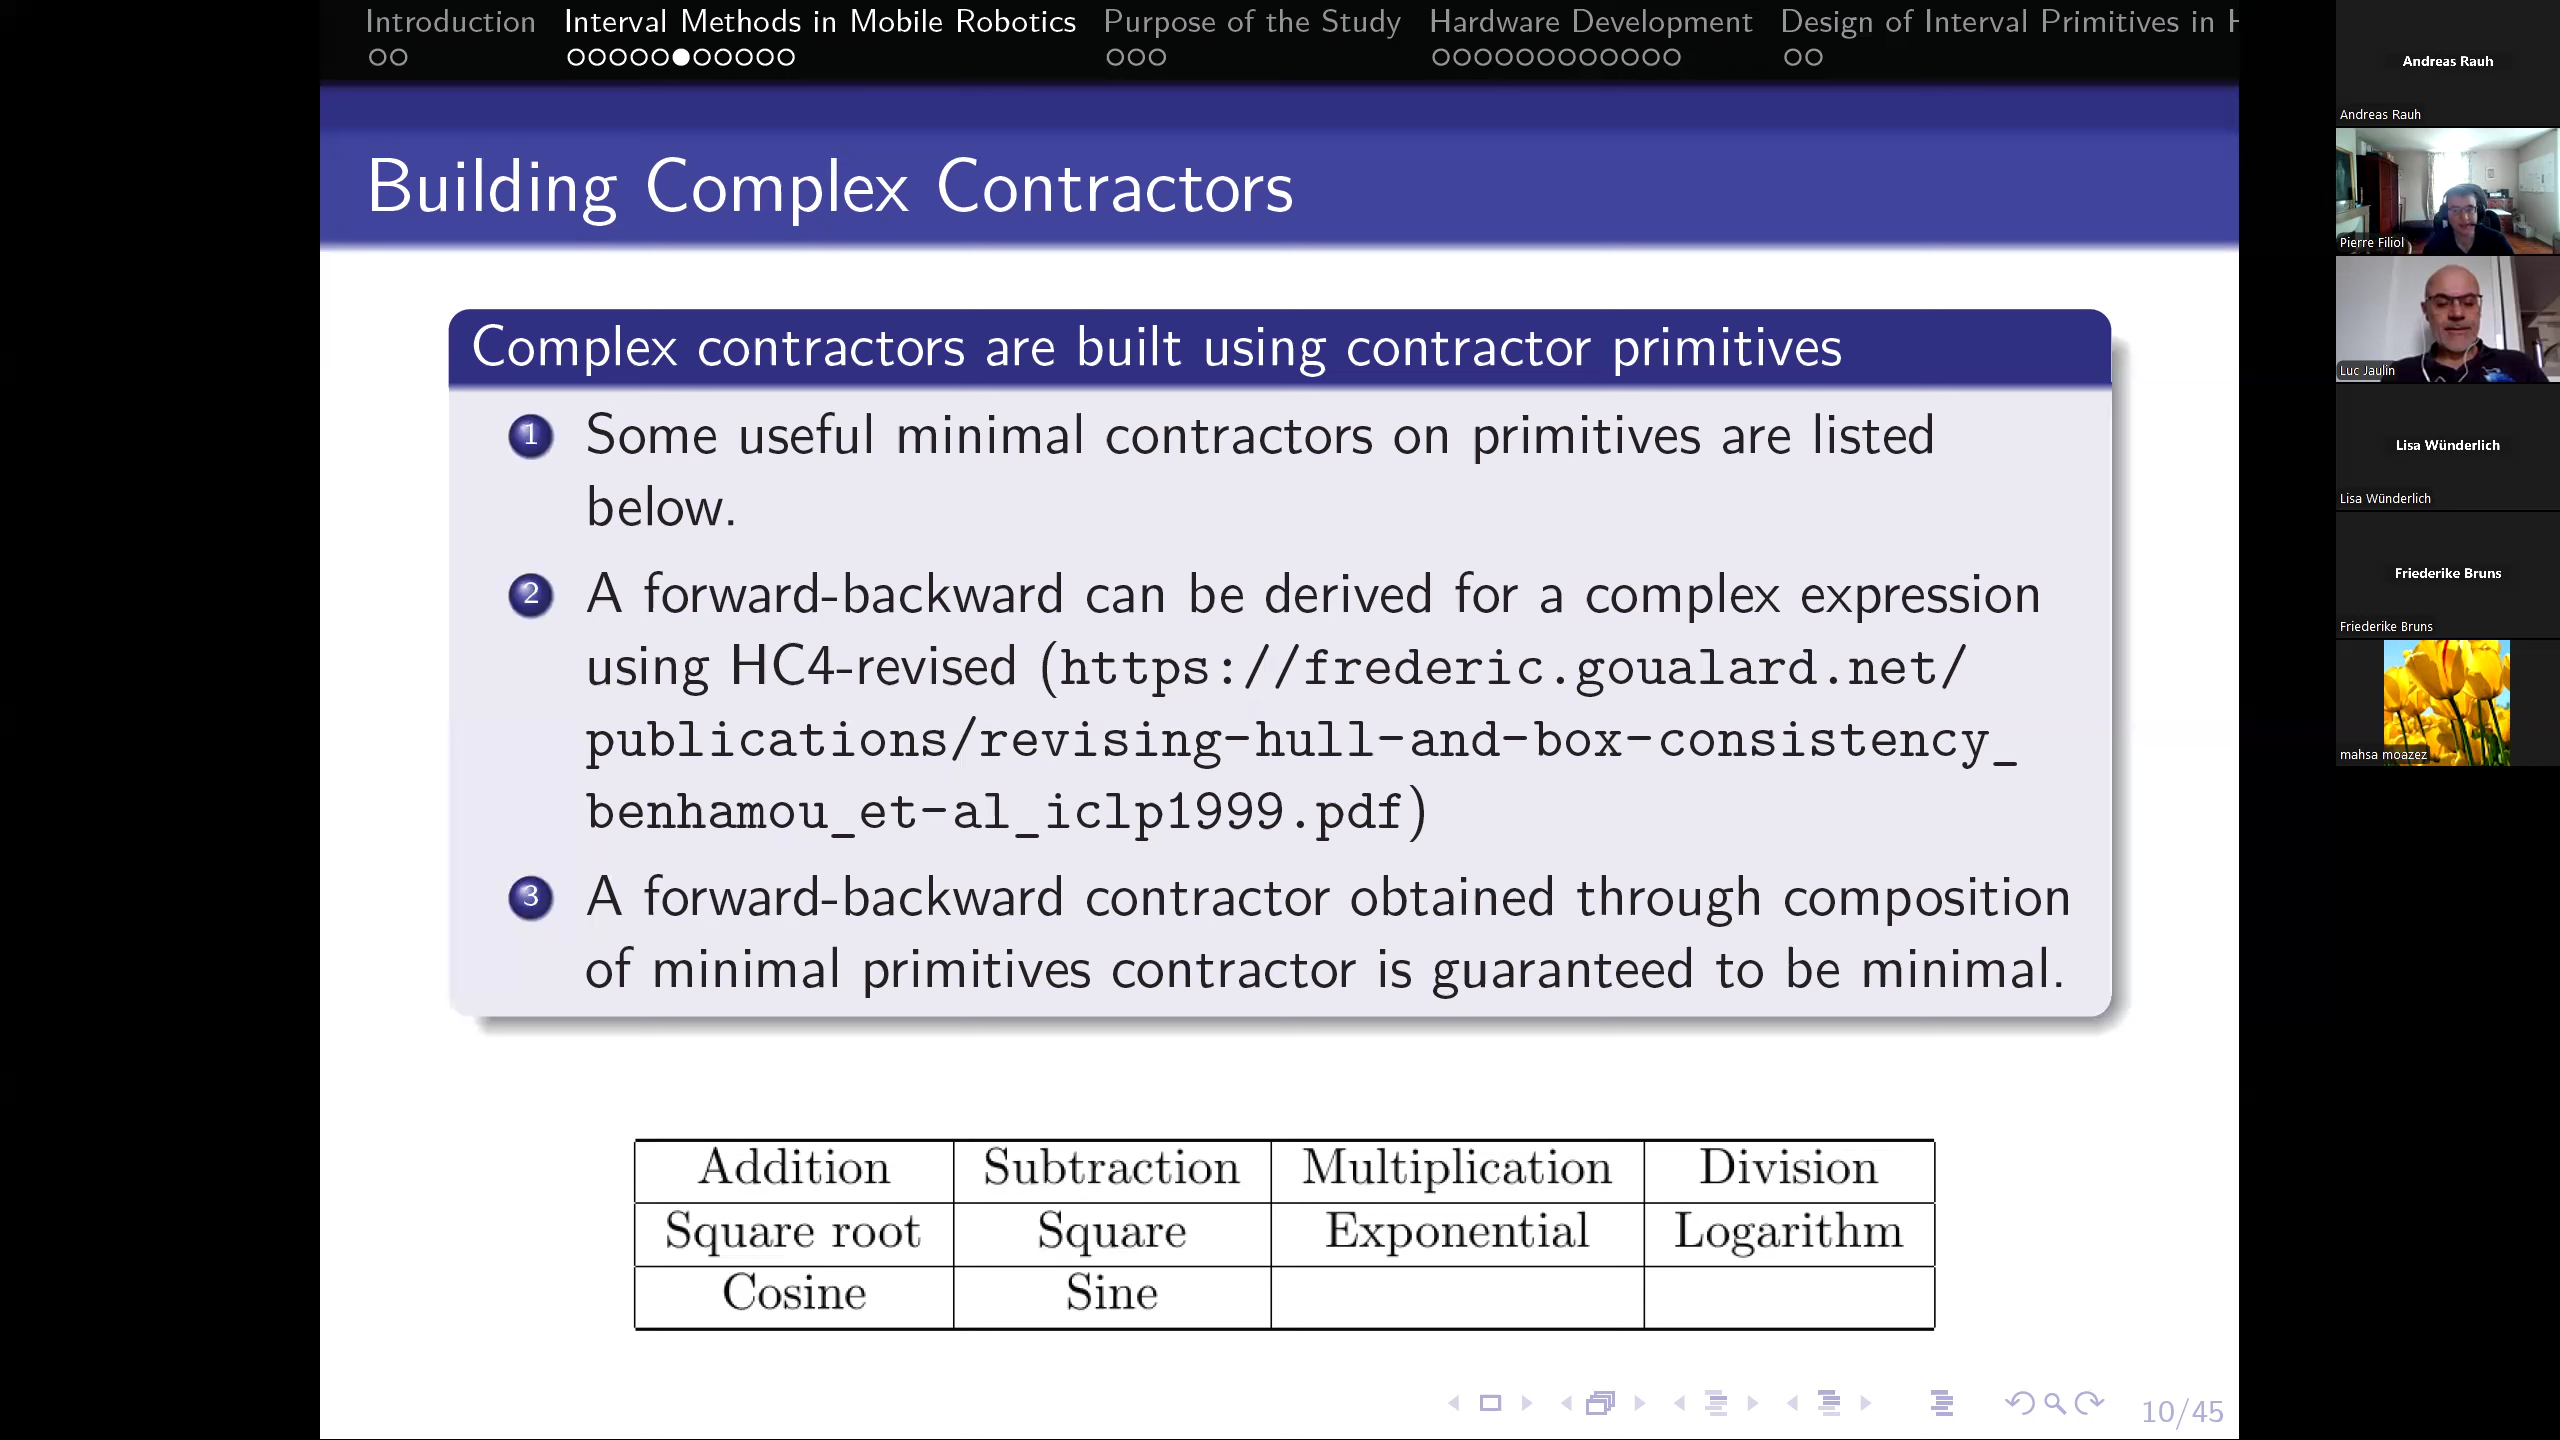 Introduction
Interval Methods in Mobile Robotics
Purpose of the Study
Hardware Development
Design of Interval Primitives in H
Building Complex Contractors
Complex contractors are built using contractor primitives
1 Some useful minimal contractors on primitives are listed
below.
2 A forward-backward can be derived for a complex expression
using HC4-revised (https://frederic.goualard.net/
publications/revising-hull-and-box-consistency_
benhamou_et-al_iclp1999.pdf)
3 A forward-backward contractor obtained through composition
of minimal primitives contractor is guaranteed to be minimal.
Addition Subtraction Multiplication Division
Square root Square Exponential Logarithm
Cosine Sine
10/45
Andreas Rauh
Andreas Rauh
Pierre Filiol
Luc Jaulin
Lisa Wünderlich
Lisa Wünderlich
Friederike Bruns
Friederike Bruns
mahsa moazez